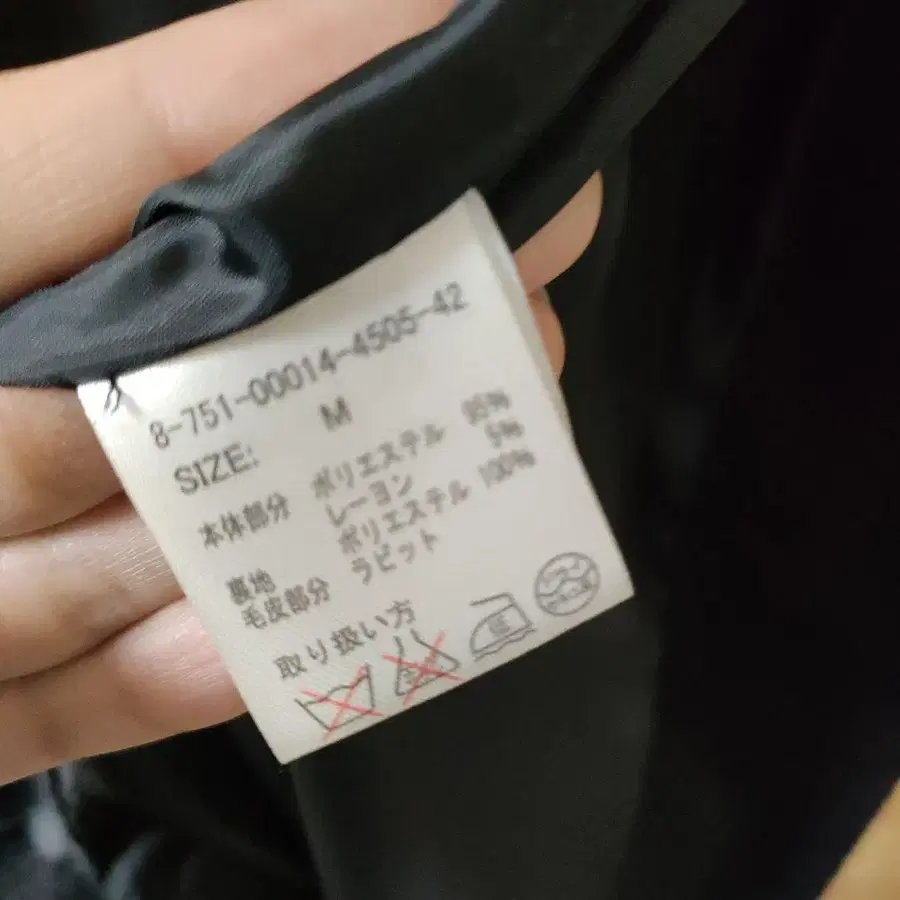 8-751-00014-4505-42
SIZE: M
本体部分 ポリエステル 95%
レーヨン 5%
裏地 ポリエステル 100%
毛皮部分 ラビット
取り扱い方